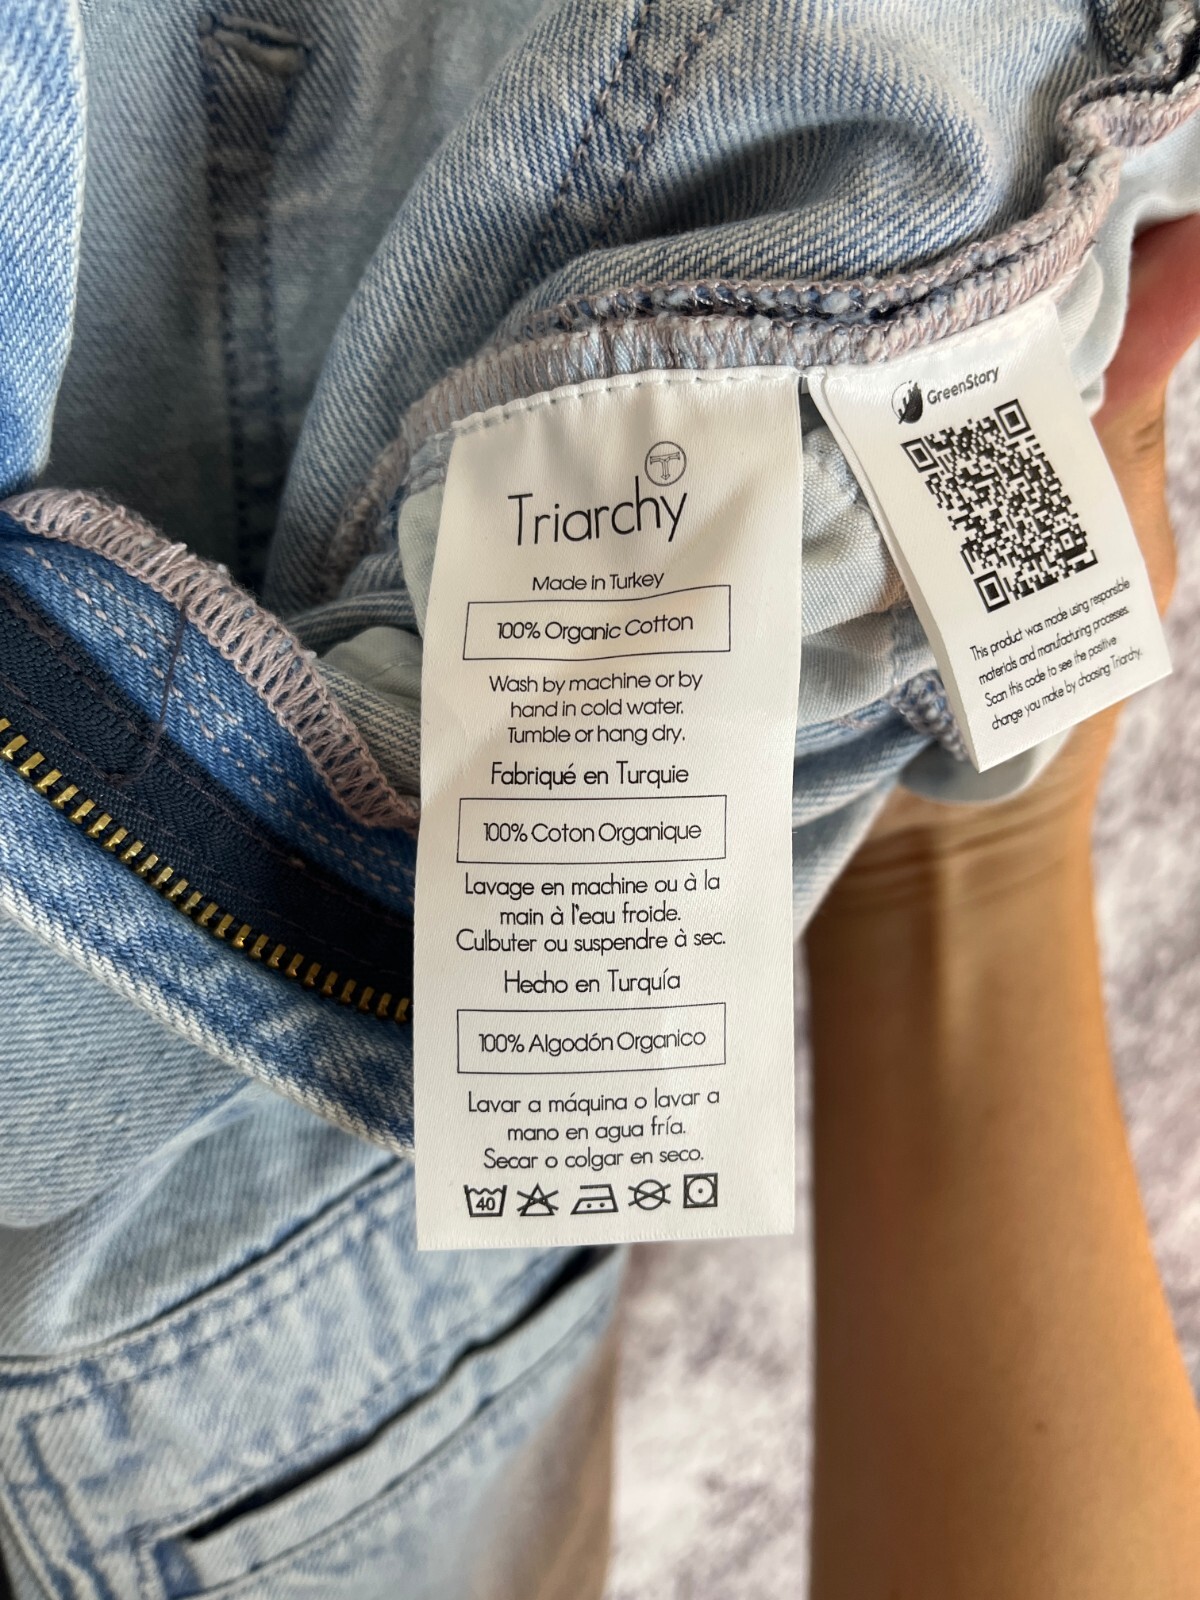 Triarchy
Made in Turkey
100% Organic Cotton
Wash by machine or by
hand in cold water.
Tumble or hang dry.
Fabriqué en Turquie
100% Coton Organique
Lavage en machine ou à la
main à l'eau froide.
Culbuter ou suspendre à sec.
Hecho en Turquía
100% Algodón Organico
Lavar a máquina o lavar a
mano en agua fría.
Secar o colgar en seco.
40
GreenStory
This product was made using responsible
materials and manufacturing processes.
Scan this code to see the positive
change you make by choosing Triarchy.